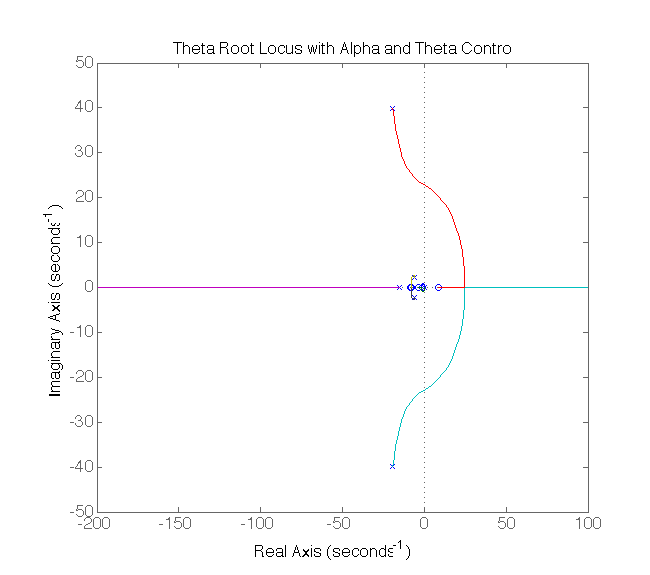 Theta Root Locus with Alpha and Theta Contro
50
40
30
20
10
0
-10
-20
-30
-40
-50
-200 -150 -100 -50 0 50 100
Imaginary Axis (seconds-1)
Real Axis (seconds-1)